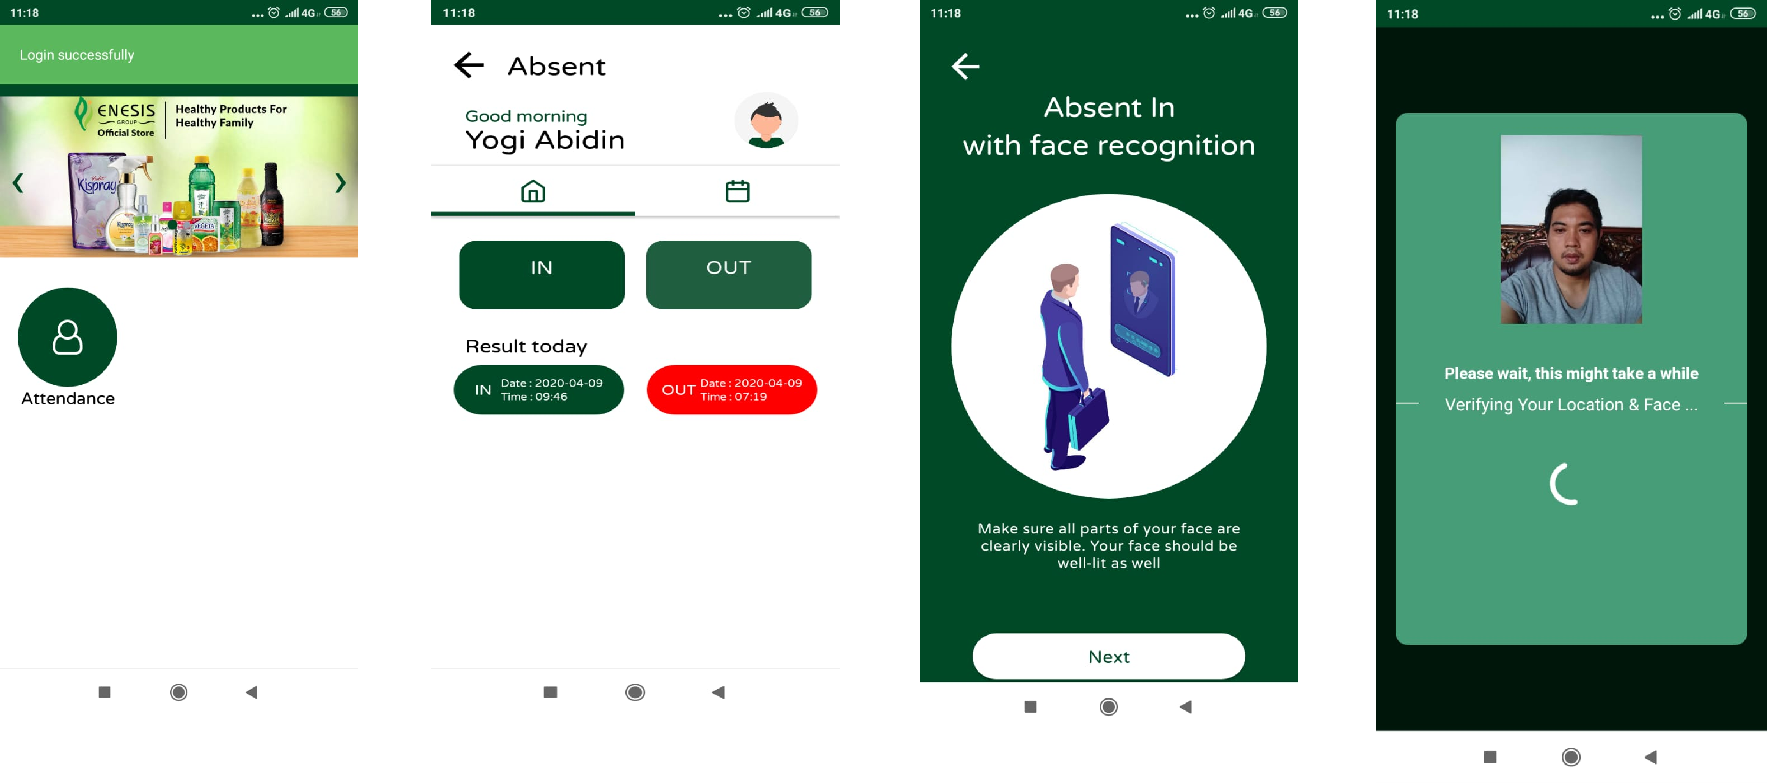 11:18
4G
56
Login successfully
ENESIS
GROUP
Official Store
Healthy Products For
Healthy Family
Kispray
VEGETA
Attendance
11:18
4G
56
Absent
Good morning
Yogi Abidin
IN
OUT
Result today
IN
Date : 2020-04-09
Time : 09:46
OUT
Date : 2020-04-09
Time : 07:19
11:18
4G
56
Absent In
with face recognition
Make sure all parts of your face are
clearly visible. Your face should be
well-lit as well
Next
11:18
4G
56
Please wait, this might take a while
Verifying Your Location & Face ...